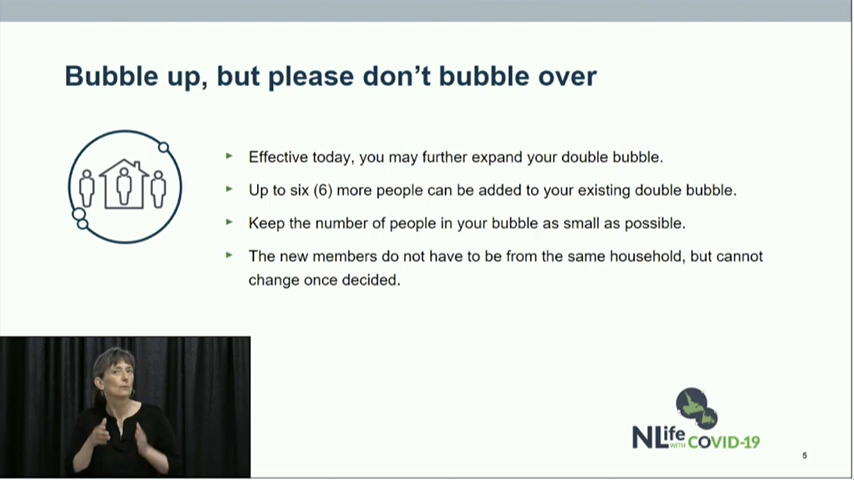 Bubble up, but please don't bubble over
Effective today, you may further expand your double bubble.
Up to six (6) more people can be added to your existing double bubble.
Keep the number of people in your bubble as small as possible.
The new members do not have to be from the same household, but cannot
change once decided.
NLife WITH COVID-19
5